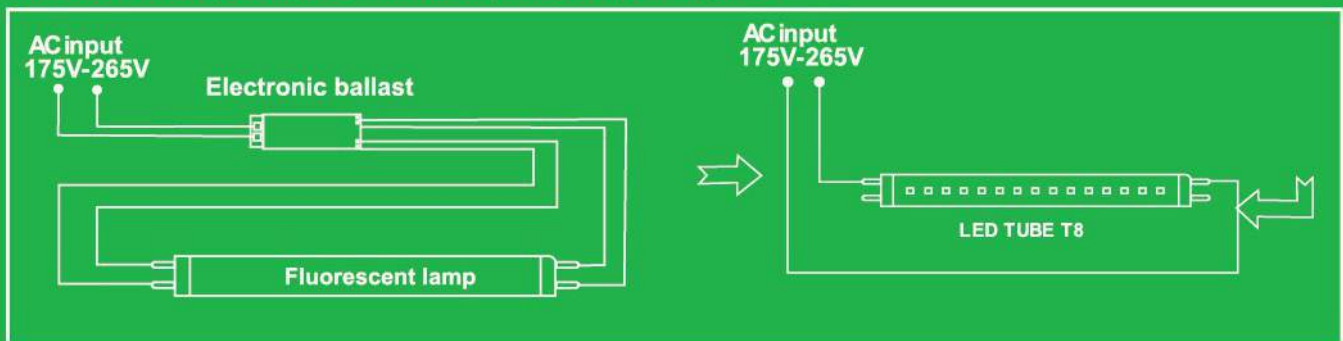 AC input
175V-265V
Electronic ballast
Fluorescent lamp
AC input
175V-265V
LED TUBE T8